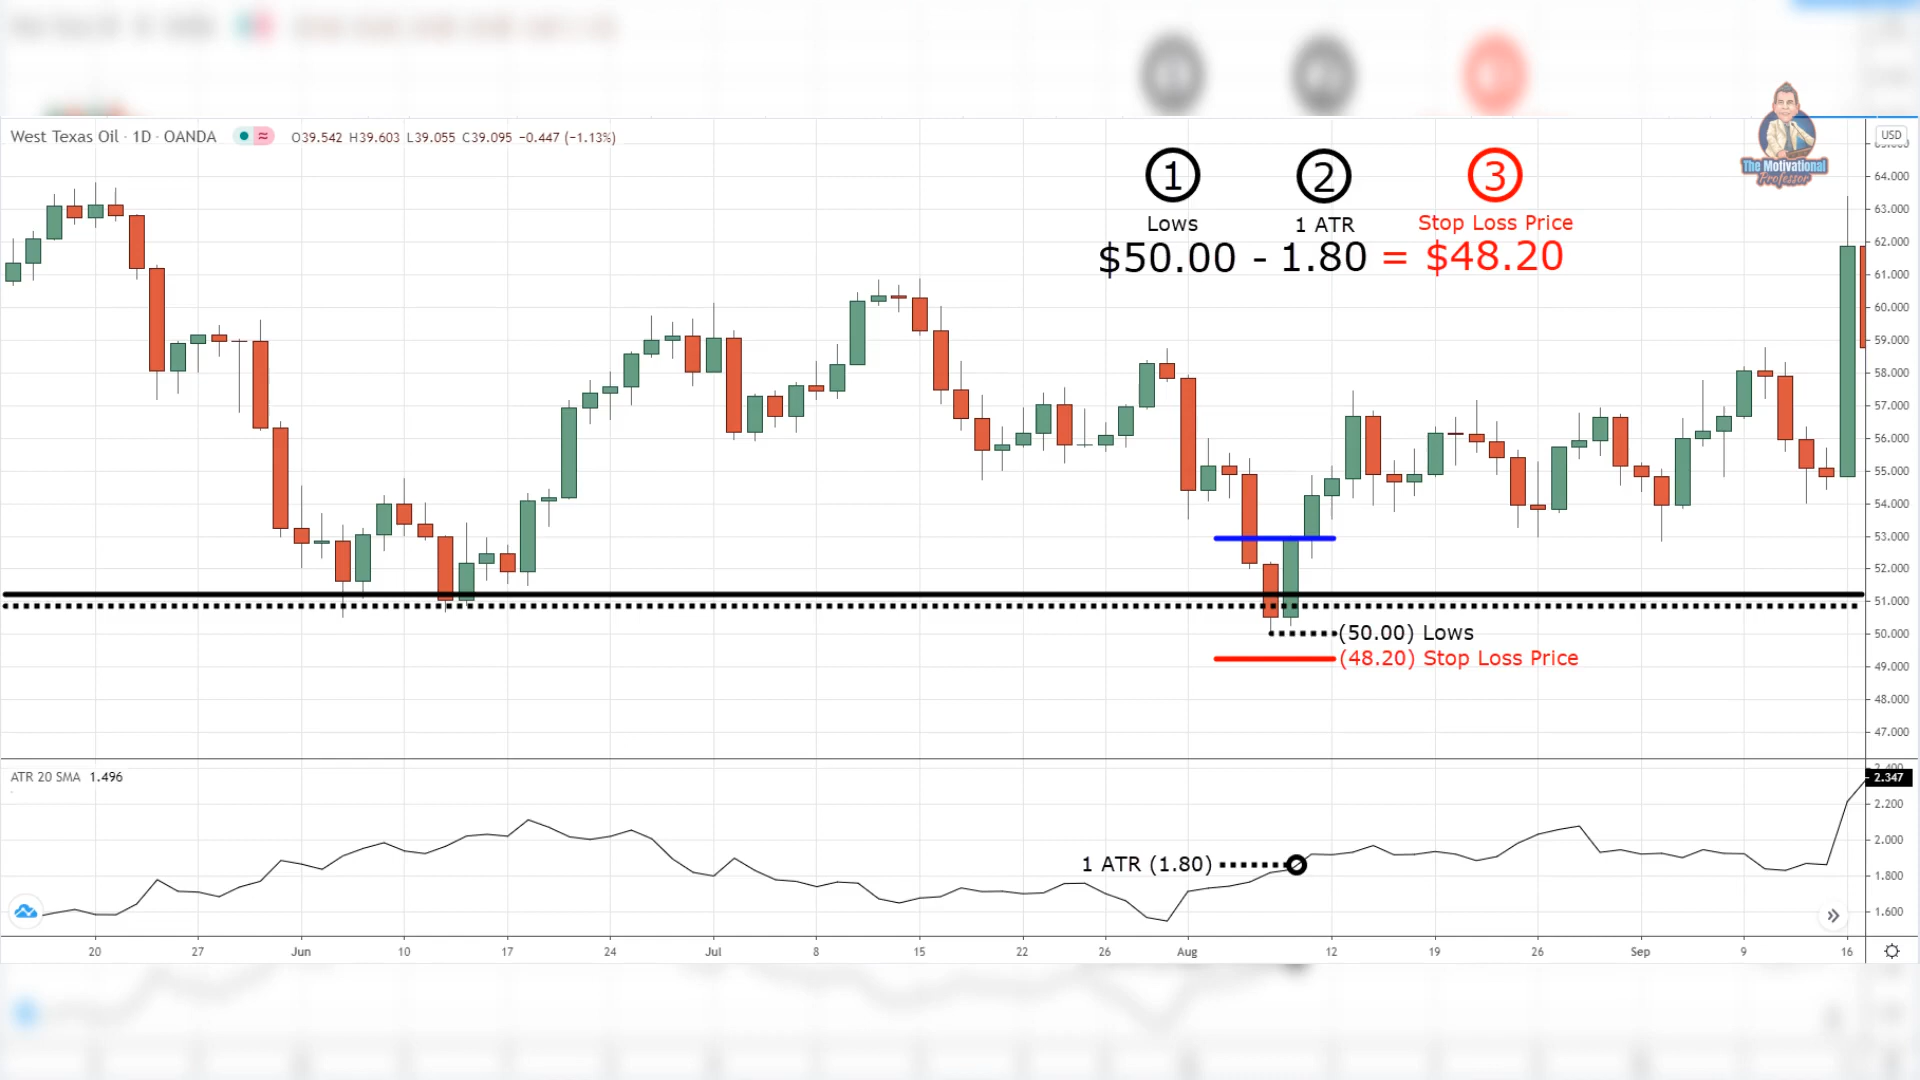 West Texas Oil · 1D · OANDA O39.542 H39.603 L39.055 C39.095 −0.447 (−1.13%)
The Motivational
Professor
USD
1 2 3
Lows 1 ATR Stop Loss Price
$50.00 - 1.80 = $48.20
64.000
63.000
62.000
61.000
60.000
59.000
58.000
57.000
56.000
55.000
54.000
53.000
52.000
51.000
50.000
49.000
48.000
47.000
(50.00) Lows
(48.20) Stop Loss Price
ATR 20 SMA 1.496
2.347
2.200
2.000
1.800
1.600
1 ATR (1.80)
20 27 Jun 10 17 24 Jul 8 15 22 26 Aug 12 19 26 Sep 9 16